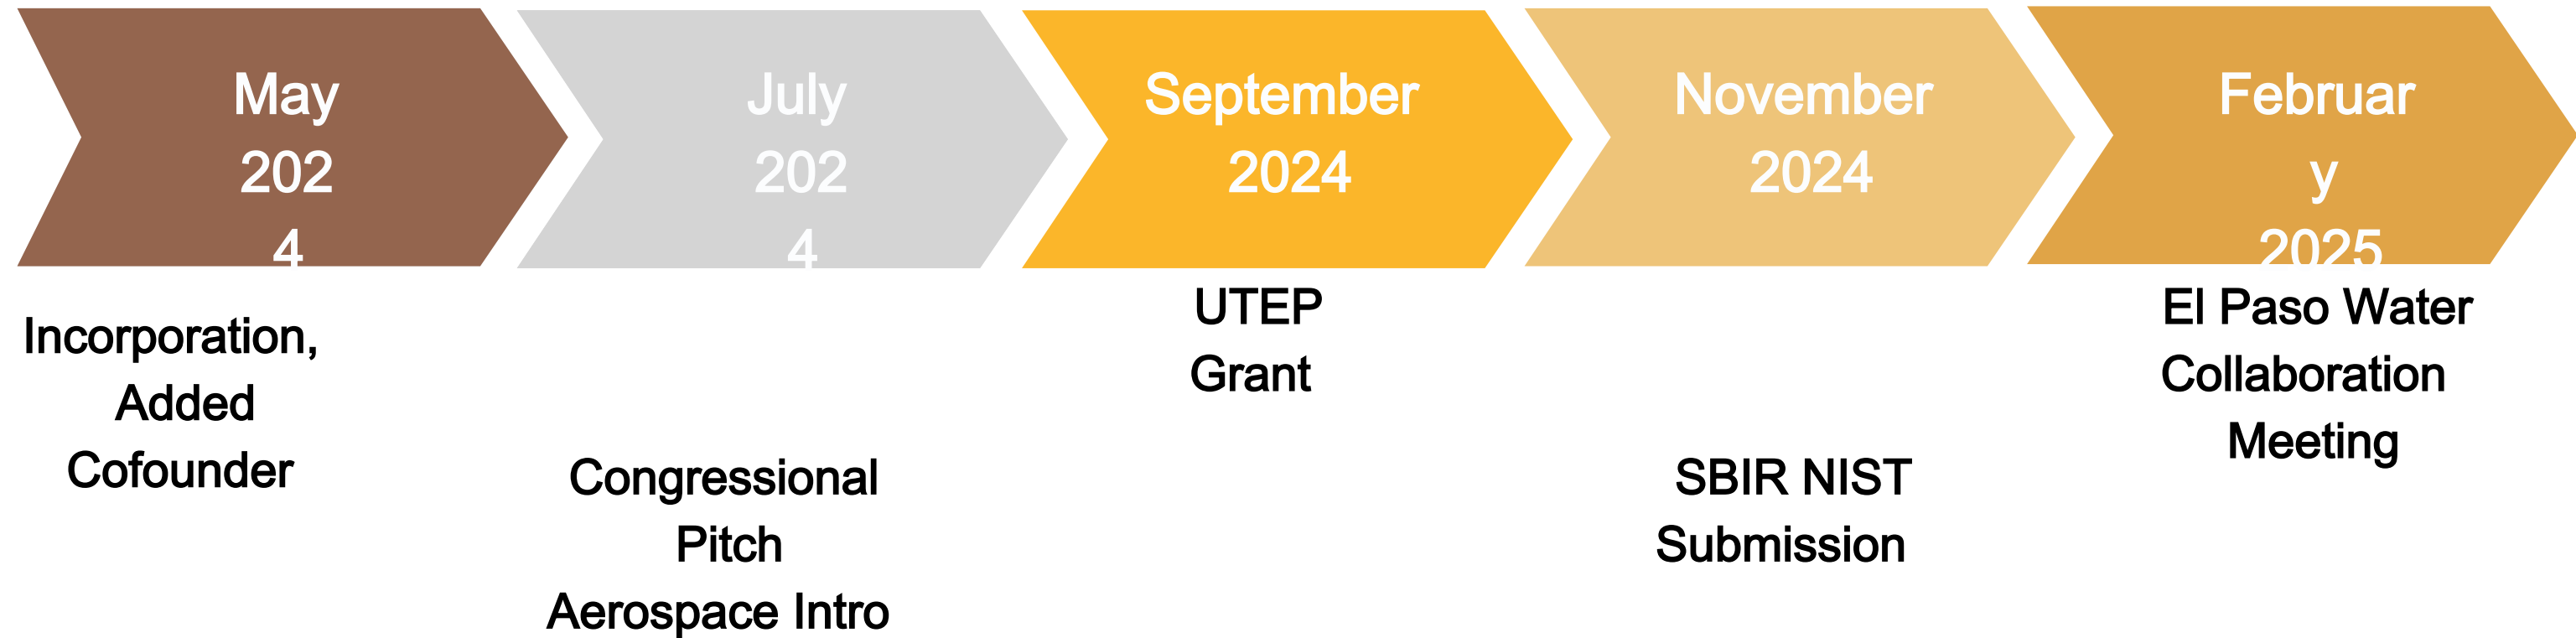 May
202
4
July
202
4
September
2024
November
2024
Februar
y
2025
Incorporation,
Added
Cofounder
Congressional
Pitch
Aerospace Intro
UTEP
Grant
SBIR NIST
Submission
El Paso Water
Collaboration
Meeting